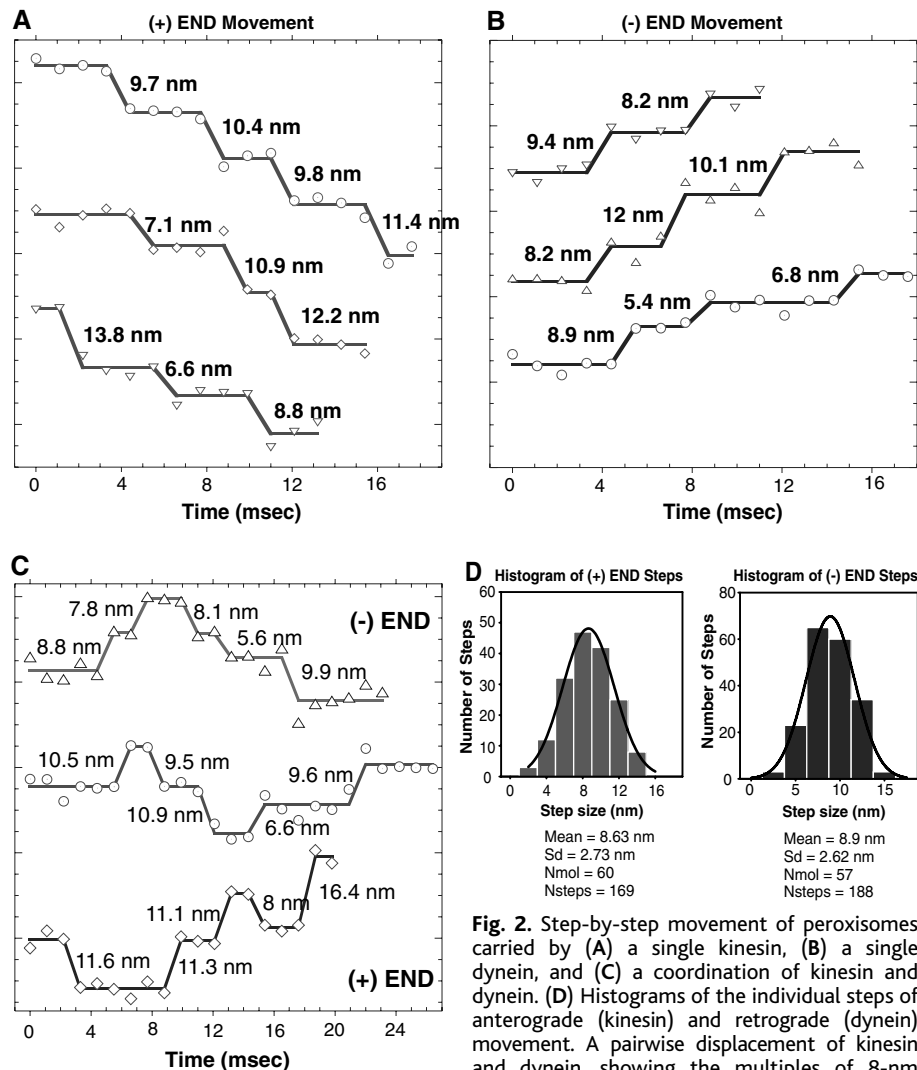 A
(+) END Movement
9.7 nm
10.4 nm
9.8 nm
11.4 nm
7.1 nm
10.9 nm
12.2 nm
13.8 nm
6.6 nm
8.8 nm
0 4 8 12 16
Time (msec)
B
(-) END Movement
8.2 nm
9.4 nm
10.1 nm
12 nm
8.2 nm
6.8 nm
5.4 nm
8.9 nm
0 4 8 12 16
Time (msec)
C
(-) END
7.8 nm
8.1 nm
8.8 nm
5.6 nm
9.9 nm
10.5 nm
9.5 nm
9.6 nm
10.9 nm
6.6 nm
16.4 nm
11.1 nm
8 nm
11.6 nm
11.3 nm
(+) END
0 4 8 12 16 20 24
Time (msec)
D
Histogram of (+) END Steps
Number of Steps
60
50
40
30
20
10
0
0 4 8 12 16
Step size (nm)
Mean = 8.63 nm
Sd = 2.73 nm
Nmol = 60
Nsteps = 169
Histogram of (-) END Steps
Number of Steps
80
60
40
20
0
0 5 10 15
Step size (nm)
Mean = 8.9 nm
Sd = 2.62 nm
Nmol = 57
Nsteps = 188
Fig. 2. Step-by-step movement of peroxisomes
carried by (A) a single kinesin, (B) a single
dynein, and (C) a coordination of kinesin and
dynein. (D) Histograms of the individual steps of
anterograde (kinesin) and retrograde (dynein)
movement. A pairwise displacement of kinesin
and dynein, showing the multiples of 8-nm